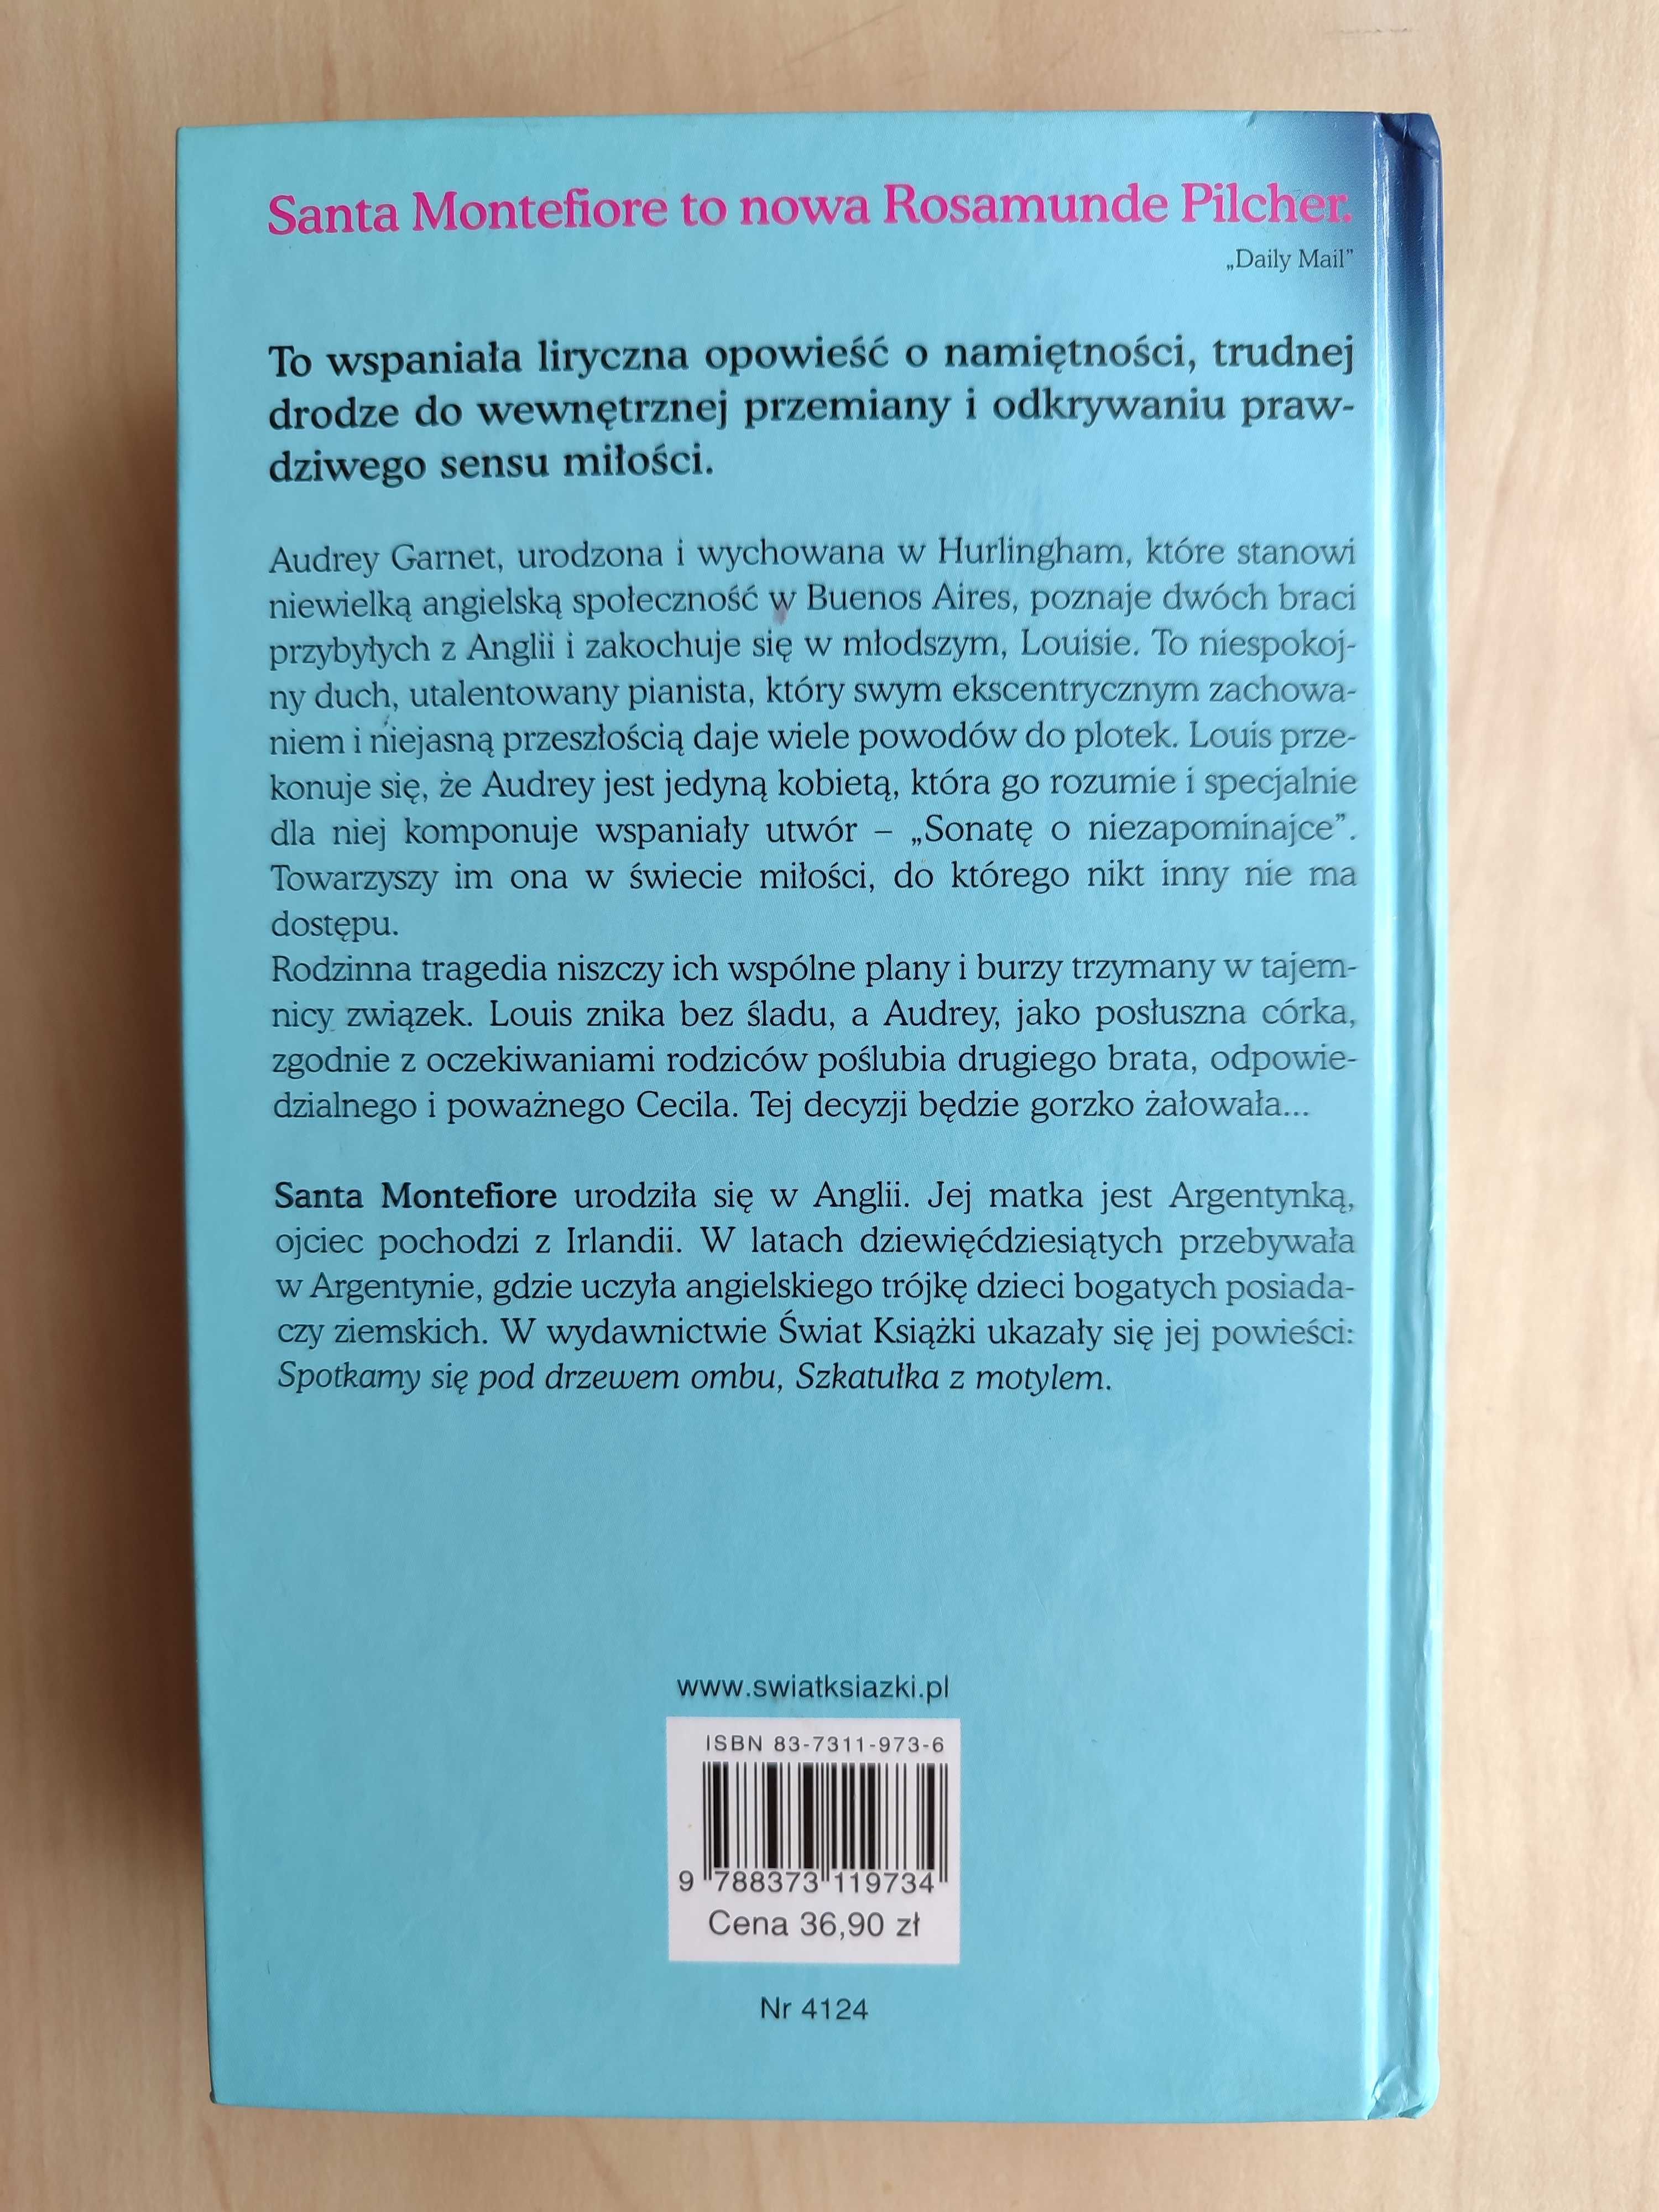 Santa Montefiore to nowa Rosamunde Pilcher.
„Daily Mail”
To wspaniała liryczna opowieść o namiętności, trudnej
drodze do wewnętrznej przemiany i odkrywaniu praw-
dziwego sensu miłości.
Audrey Garnet, urodzona i wychowana w Hurlingham, które stanowi
niewielką angielską społeczność w Buenos Aires, poznaje dwóch braci
przybyłych z Anglii i zakochuje się w młodszym, Louisie. To niespokoj-
ny duch, utalentowany pianista, który swym ekscentrycznym zachowa-
niem i niejasną przeszłością daje wiele powodów do plotek. Louis prze-
konuje się, że Audrey jest jedyną kobietą, która go rozumie i specjalnie
dla niej komponuje wspaniały utwór – „Sonatę o niezapominajce”.
Towarzyszy im ona w świecie miłości, do którego nikt inny nie ma
dostępu.
Rodzinna tragedia niszczy ich wspólne plany i burzy trzymany w tajem-
nicy związek. Louis znika bez śladu, a Audrey, jako posłuszna córka,
zgodnie z oczekiwaniami rodziców poślubia drugiego brata, odpowie-
dzialnego i poważnego Cecila. Tej decyzji będzie gorzko żałowała...
Santa Montefiore urodziła się w Anglii. Jej matka jest Argentynką,
ojciec pochodzi z Irlandii. W latach dziewięćdziesiątych przebywała
w Argentynie, gdzie uczyła angielskiego trójkę dzieci bogatych posiada-
czy ziemskich. W wydawnictwie Świat Książki ukazały się jej powieści:
Spotkamy się pod drzewem ombu, Szkatułka z motylem.
www.swiatksiazki.pl
ISBN 83-7311-973-6
9 788373 119734
Cena 36,90 zł
Nr 4124